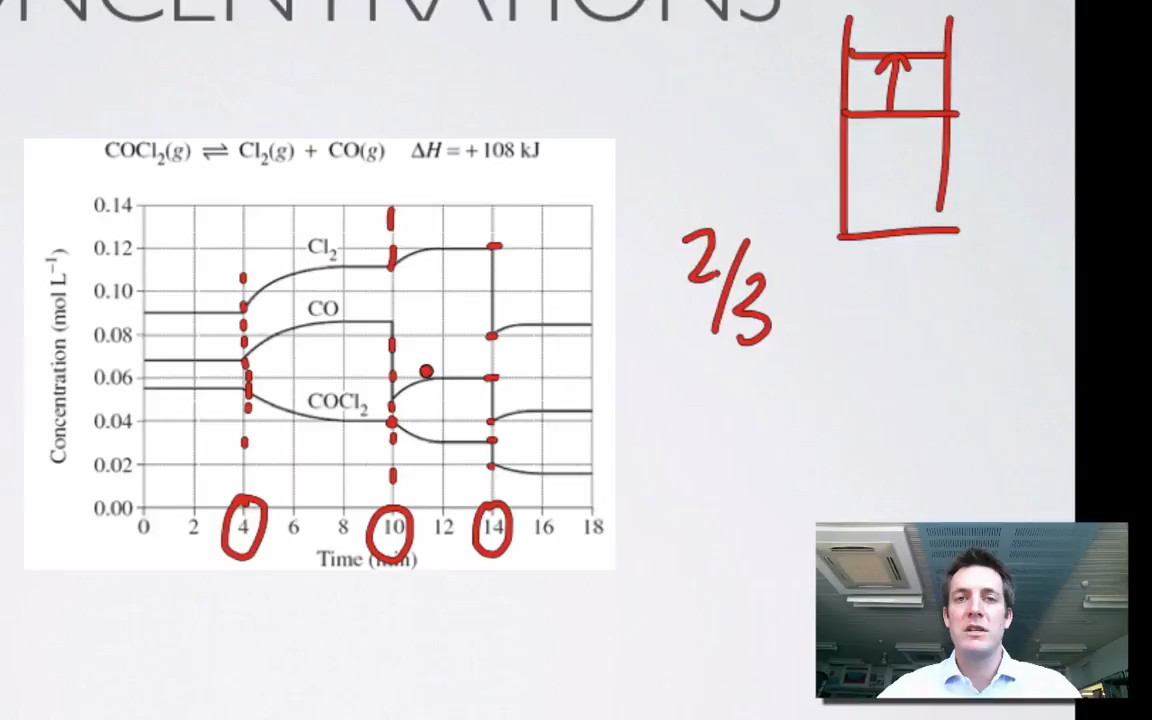 ONCENTRATIONS
COCl₂(g) ⇌ Cl₂(g) + CO(g) ΔH = + 108 kJ
Concentration (mol L⁻¹)
0.14
0.12
0.10
0.08
0.06
0.04
0.02
0.00
Cl₂
CO
COCl₂
0 2 4 6 8 10 12 14 16 18
Time (min)
2/3